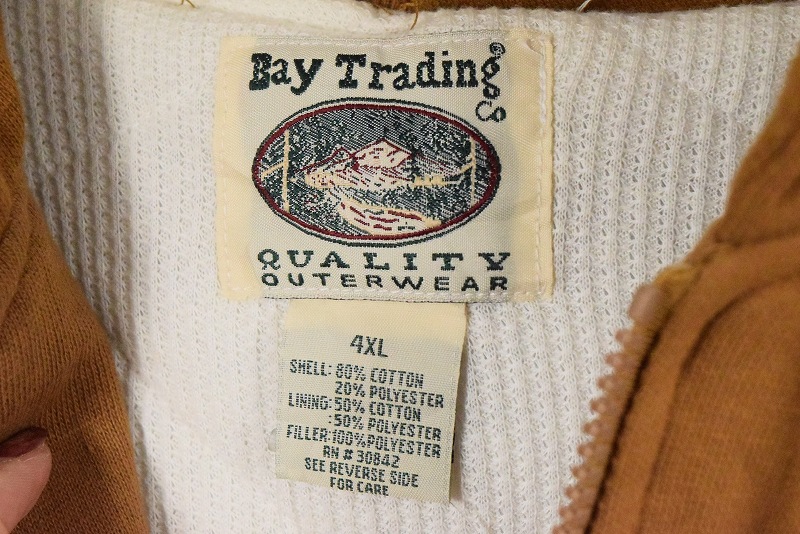 Bay Trading®
Co
QUALITY
OUTERWEAR
4XL
SHELL: 80% COTTON
20% POLYESTER
LINING: 50% COTTON
:50% POLYESTER
FILLER:100% POLYESTER
RN # 30842
SEE REVERSE SIDE
FOR CARE